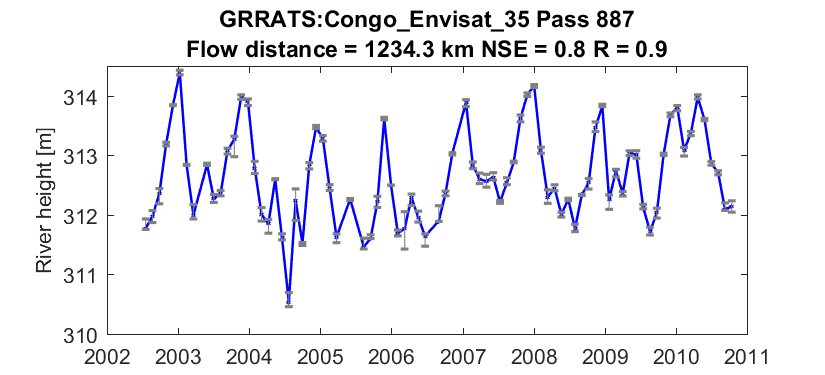 GRRATS:Congo_Envisat_35 Pass 887
Flow distance = 1234.3 km NSE = 0.8 R = 0.9
River height [m]
314
313
312
311
310
2002 2003 2004 2005 2006 2007 2008 2009 2010 2011